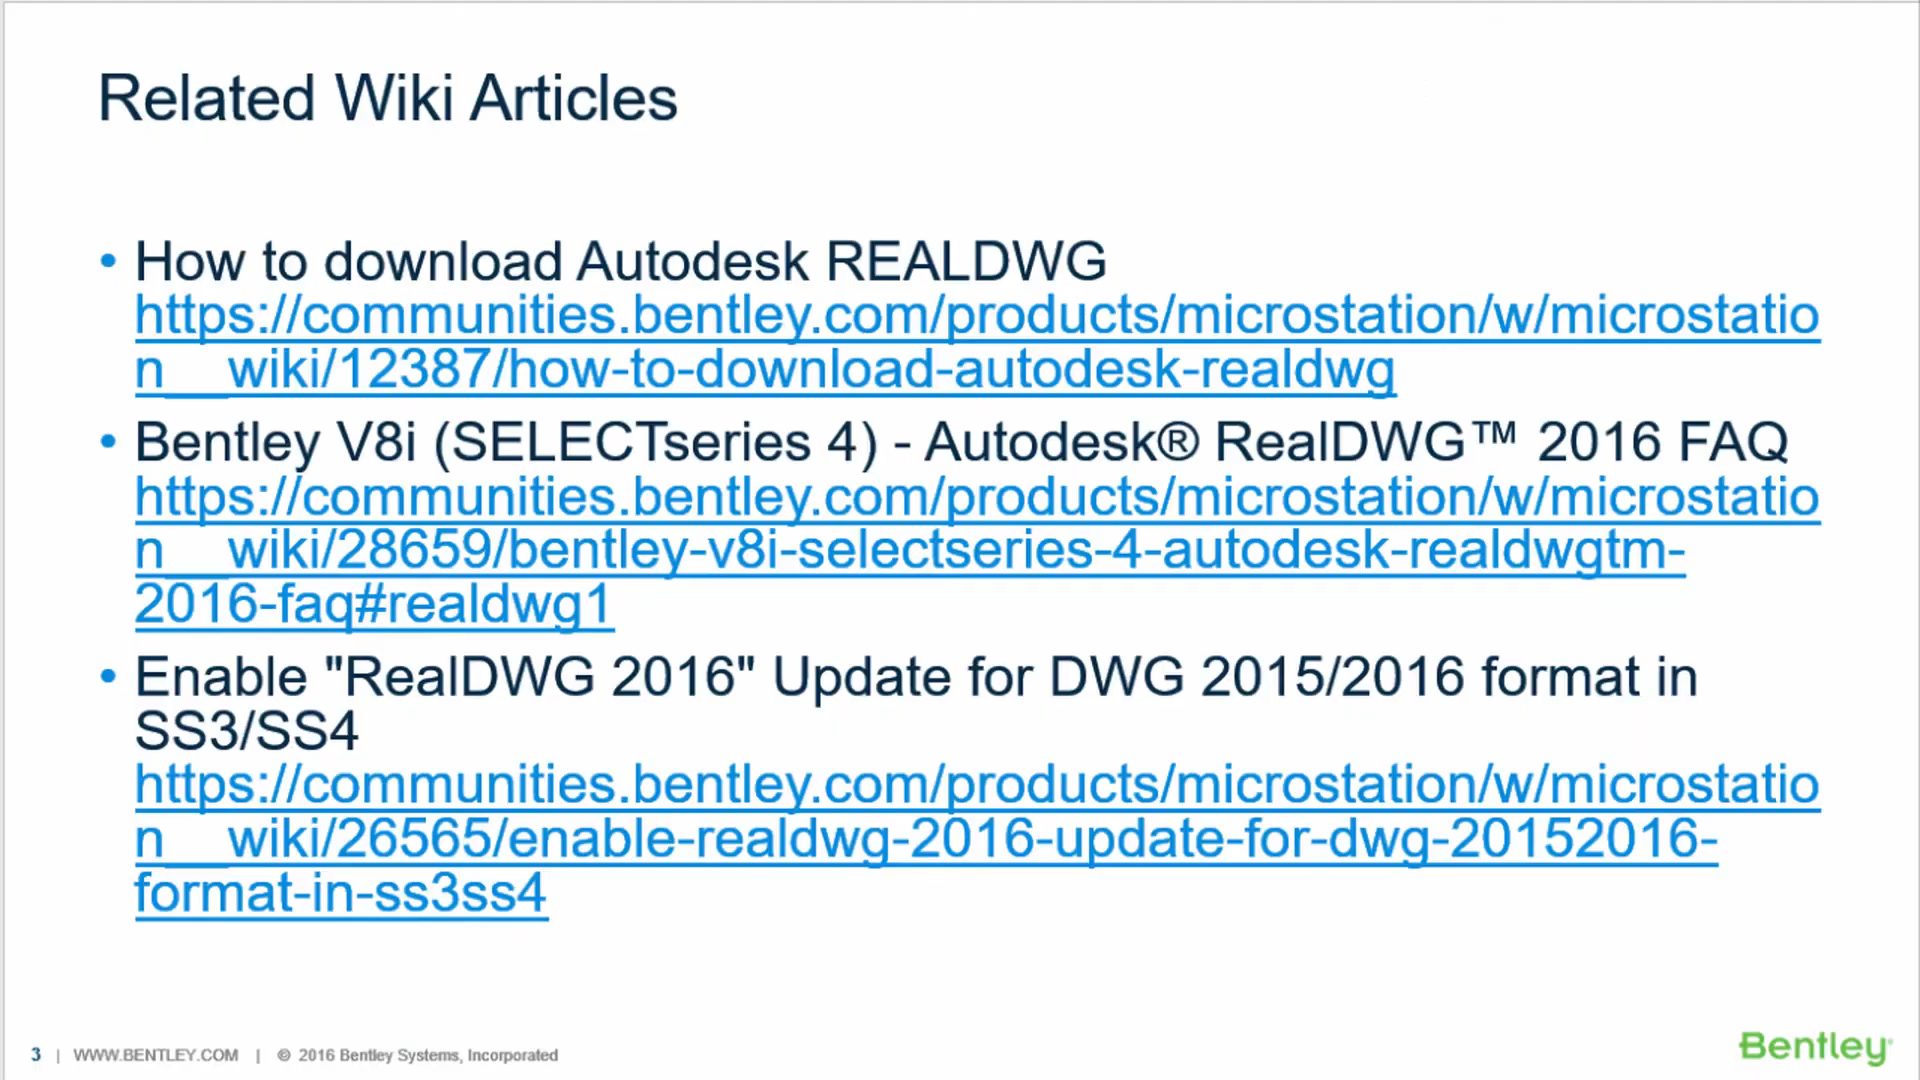 Related Wiki Articles
• How to download Autodesk REALDWG
https://communities.bentley.com/products/microstation/w/microstatio
n__wiki/12387/how-to-download-autodesk-realdwg
• Bentley V8i (SELECTseries 4) - Autodesk® RealDWG™ 2016 FAQ
https://communities.bentley.com/products/microstation/w/microstatio
n__wiki/28659/bentley-v8i-selectseries-4-autodesk-realdwgtm-
2016-faq#realdwg1
• Enable "RealDWG 2016" Update for DWG 2015/2016 format in
SS3/SS4
https://communities.bentley.com/products/microstation/w/microstatio
n__wiki/26565/enable-realdwg-2016-update-for-dwg-20152016-
format-in-ss3ss4
3 | WWW.BENTLEY.COM | © 2016 Bentley Systems, Incorporated
Bentley